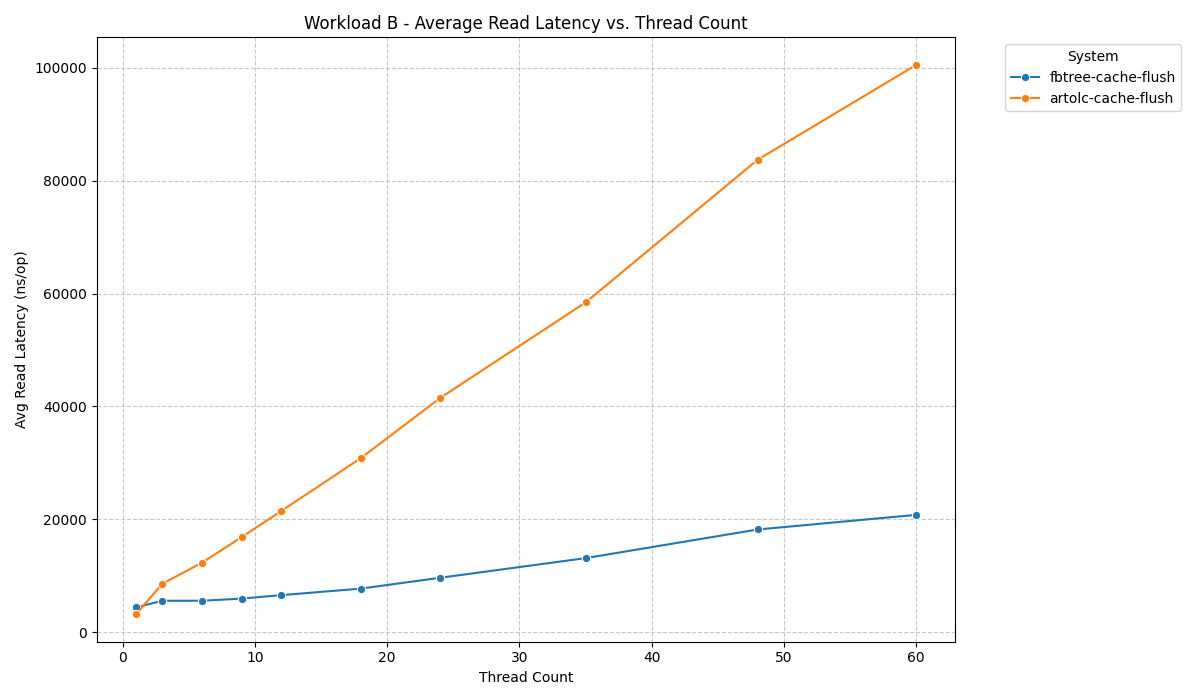 Workload B - Average Read Latency vs. Thread Count
System
fbtree-cache-flush
artolc-cache-flush
Avg Read Latency (ns/op)
100000
80000
60000
40000
20000
0
0 10 20 30 40 50 60
Thread Count